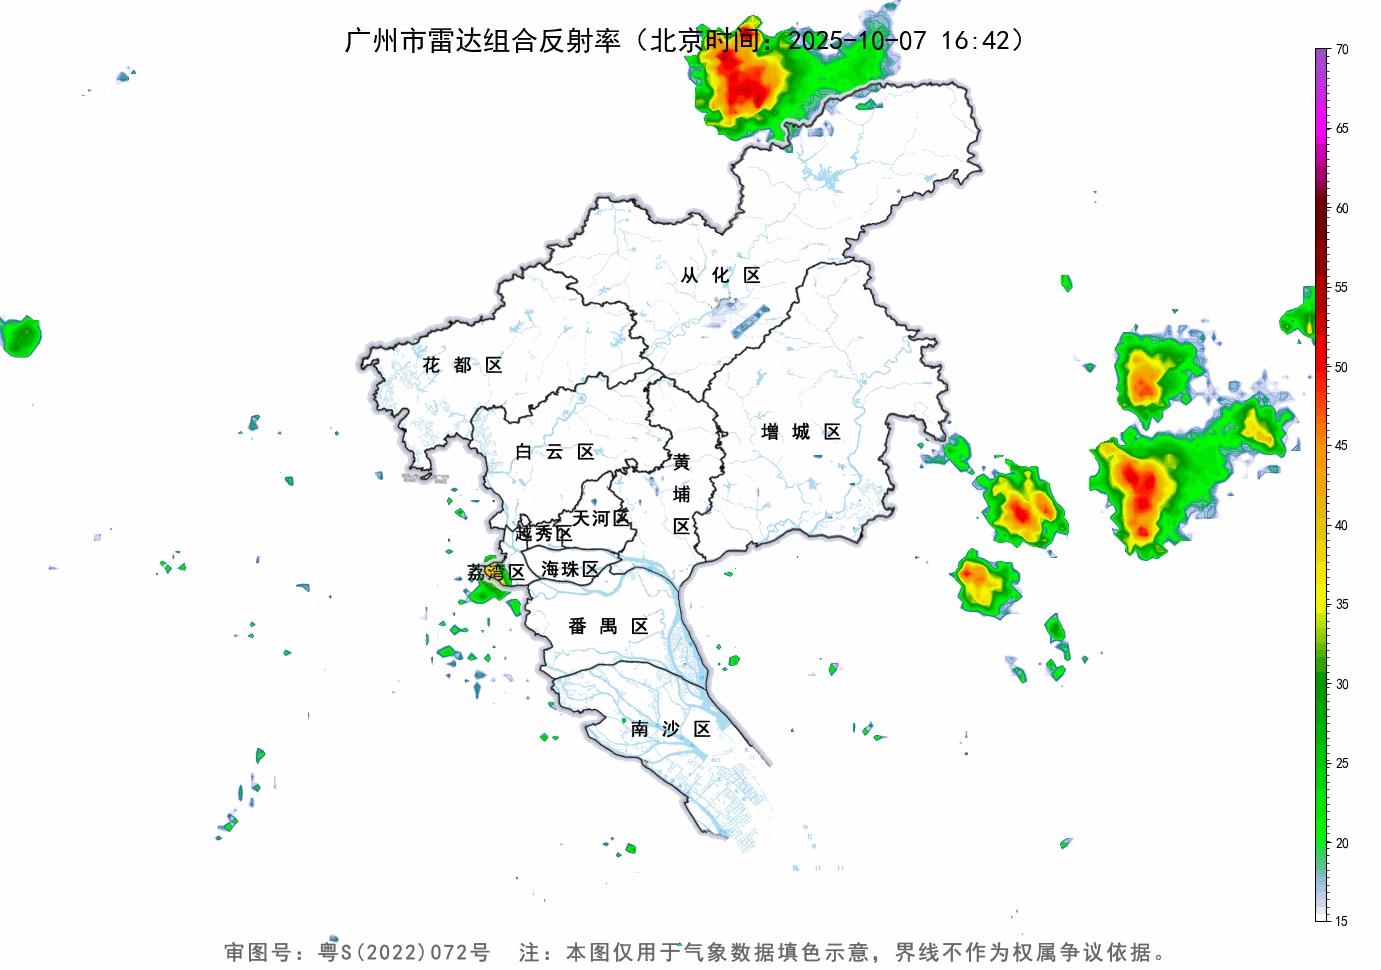 广州市雷达组合反射率（北京时间：2025-10-07 16:42）
70
65
60
55
50
45
40
35
30
25
20
15
从化区
花都区
增城区
白云区
黄埔区
天河区
越秀区
荔湾区
海珠区
番禺区
南沙区
审图号：粤S(2022)072号 注：本图仅用于气象数据填色示意，界线不作为权属争议依据。